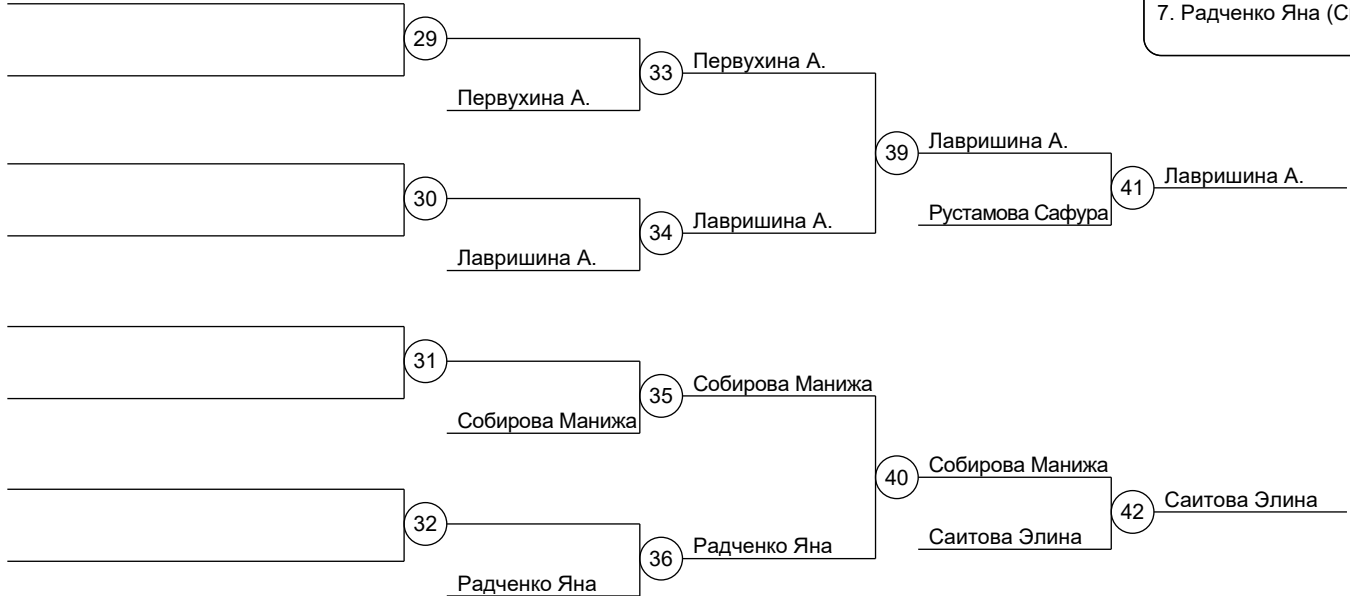 7. Радченко Яна (С
29
33
Первухина А.
Первухина А.
39
Лавришина А.
41
Лавришина А.
Рустамова Сафура
30
34
Лавришина А.
Лавришина А.
31
35
Собирова Манижа
Собирова Манижа
40
Собирова Манижа
42
Саитова Элина
Саитова Элина
32
36
Радченко Яна
Радченко Яна